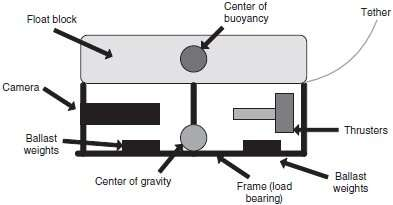 Center of
buoyancy
Tether
Float block
Camera
Ballast
weights
Thrusters
Center of gravity
Frame (load
bearing)
Ballast
weights